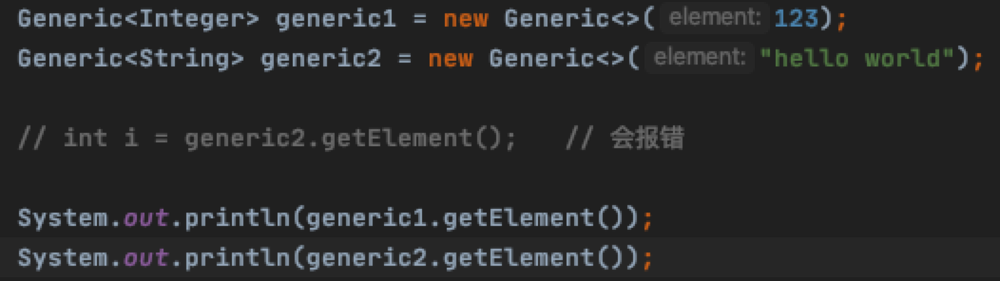 Generic<Integer> generic1 = new Generic<>( element: 123);
Generic<String> generic2 = new Generic<>( element: "hello world");
// int i = generic2.getElement();   // 会报错
System.out.println(generic1.getElement());
System.out.println(generic2.getElement());